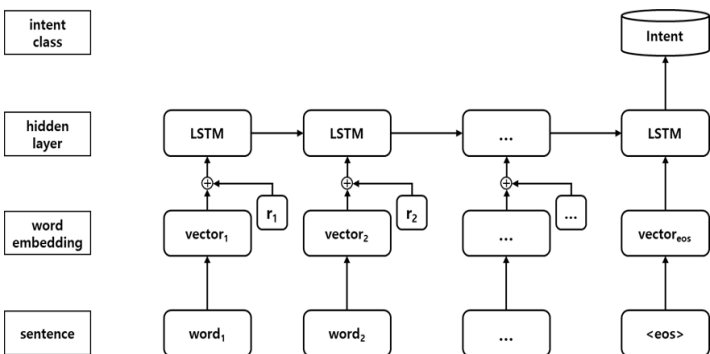 intent
class
Intent
hidden
layer
LSTM
LSTM
...
LSTM
r₁
r₂
...
word
embedding
vector₁
vector₂
...
vectorₑₒₛ
sentence
word₁
word₂
...
<eos>